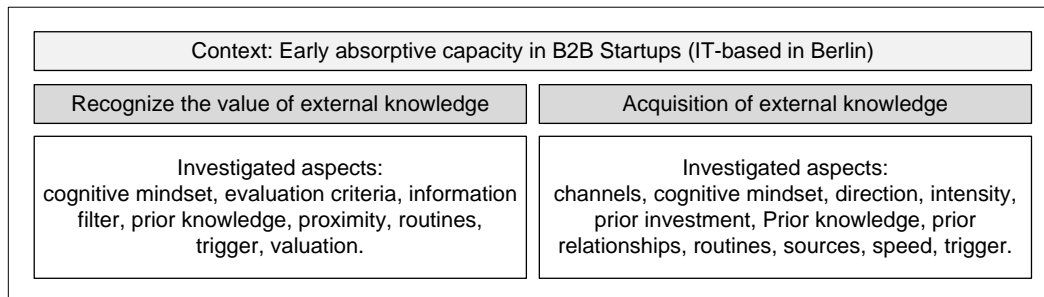 Context: Early absorptive capacity in B2B Startups (IT-based in Berlin)
Recognize the value of external knowledge
Acquisition of external knowledge
Investigated aspects:
cognitive mindset, evaluation criteria, information
filter, prior knowledge, proximity, routines,
trigger, valuation.
Investigated aspects:
channels, cognitive mindset, direction, intensity,
prior investment, Prior knowledge, prior
relationships, routines, sources, speed, trigger.